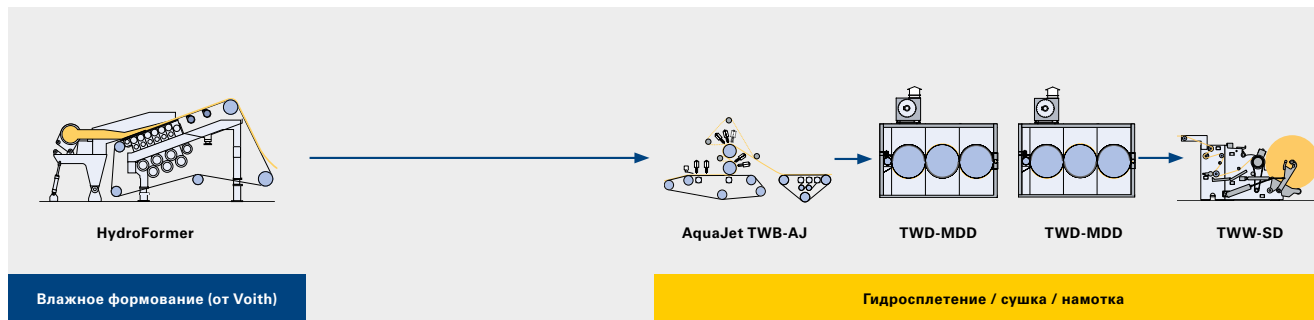 HydroFormer
AquaJet TWB-AJ
TWD-MDD
TWD-MDD
TWW-SD
Влажное формование (от Voith)
Гидросплетение / сушка / намотка